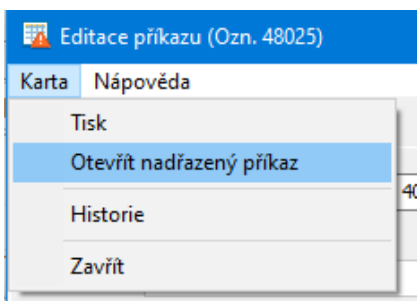 Editace příkazu (Ozn. 48025)
Karta Nápověda
Tisk
Otevřít nadřazený příkaz
Historie
Zavřít